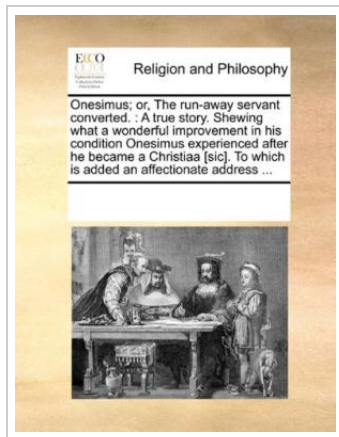 ECCO
Religion and Philosophy
Onesimus; or, The run-away servant
converted. : A true story. Shewing
what a wonderful improvement in his
condition Onesimus experienced after
he became a Christiaa [sic]. To which
is added an affectionate address ...